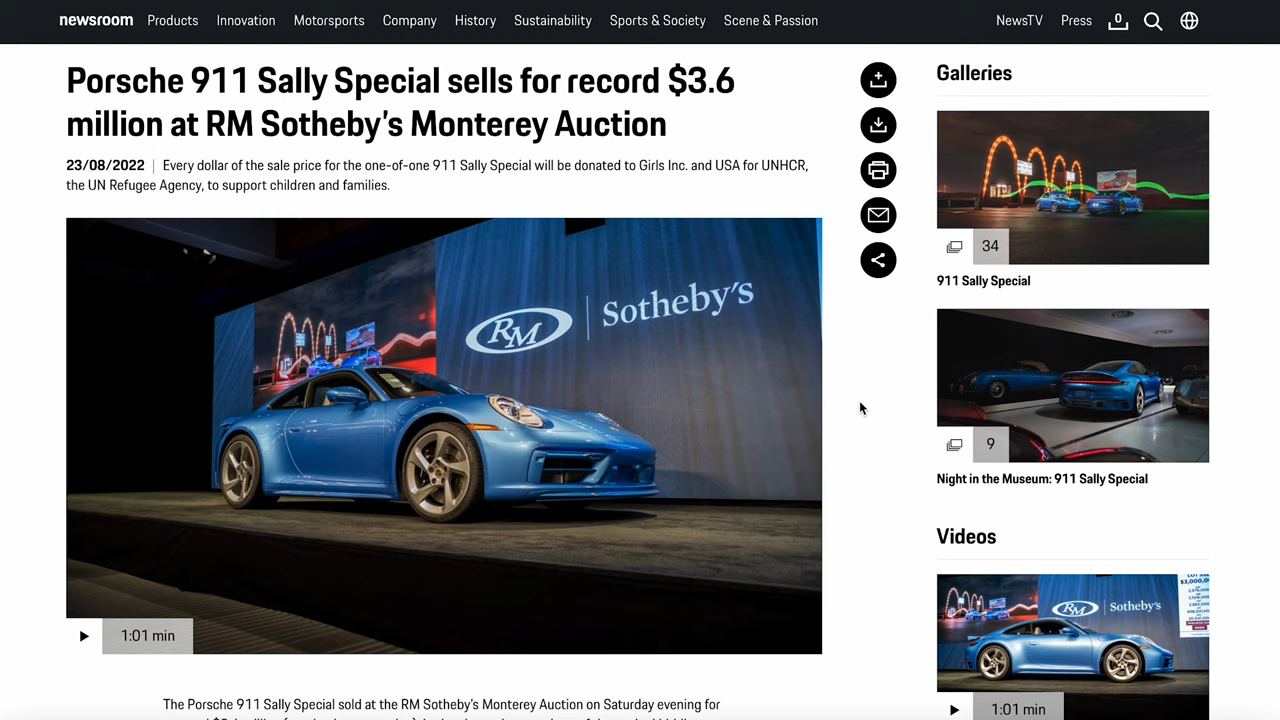 newsroom Products Innovation Motorsports Company History Sustainability Sports & Society Scene & Passion NewsTV Press 0
Porsche 911 Sally Special sells for record $3.6
million at RM Sotheby's Monterey Auction
23/08/2022 | Every dollar of the sale price for the one-of-one 911 Sally Special will be donated to Girls Inc. and USA for UNHCR,
the UN Refugee Agency, to support children and families.
RM | Sotheby's
1:01 min
The Porsche 911 Sally Special sold at the RM Sotheby's Monterey Auction on Saturday evening for
Galleries
34
911 Sally Special
9
Night in the Museum: 911 Sally Special
Videos
RM | Sotheby's
1:01 min